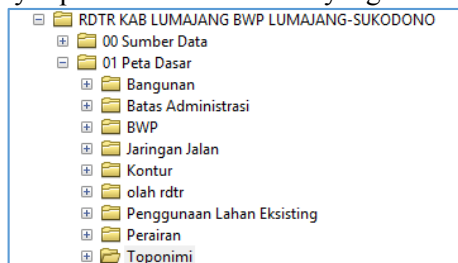 RDTR KAB LUMAJANG BWP LUMAJANG-SUKODONO
00 Sumber Data
01 Peta Dasar
Bangunan
Batas Administrasi
BWP
Jaringan Jalan
Kontur
olah rdtr
Penggunaan Lahan Eksisting
Perairan
Toponimi